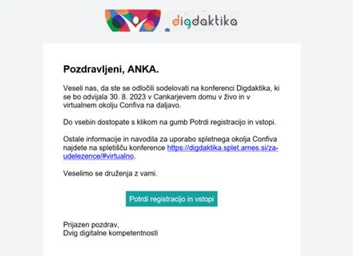 digdaktika
Pozdravljeni, ANKA.
Veseli nas, da ste se odločili sodelovati na konferenci Digdaktika, ki
se bo odvijala 30. 8. 2023 v Cankarjevem domu v živo in v
virtualnem okolju Confiva na daljavo.
Do vsebin dostopate s klikom na gumb Potrdi registracijo in vstopi.
Ostale informacije in navodila za uporabo spletnega okolja Confiva
najdete na spletišču konference https://digdaktika.splet.arnes.si/za-
udelezence/#virtualno.
Veselimo se druženja z vami.
Potrdi registracijo in vstopi
Prijazen pozdrav,
Dvig digitalne kompetentnosti